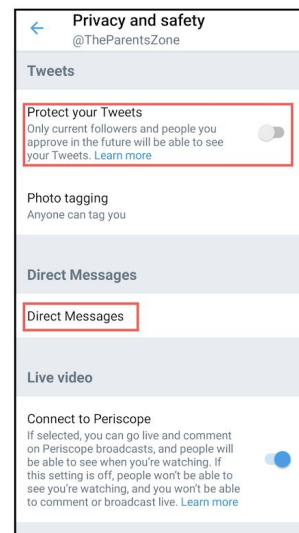 Privacy and safety
@TheParentsZone
Tweets
Protect your Tweets
Only current followers and people you
approve in the future will be able to see
your Tweets. Learn more
Photo tagging
Anyone can tag you
Direct Messages
Direct Messages
Live video
Connect to Periscope
If selected, you can go live and comment
on Periscope broadcasts, and people will
be able to see when you're watching. If
this setting is off, people won't be able to
see you're watching, and you won't be able
to comment or broadcast live. Learn more